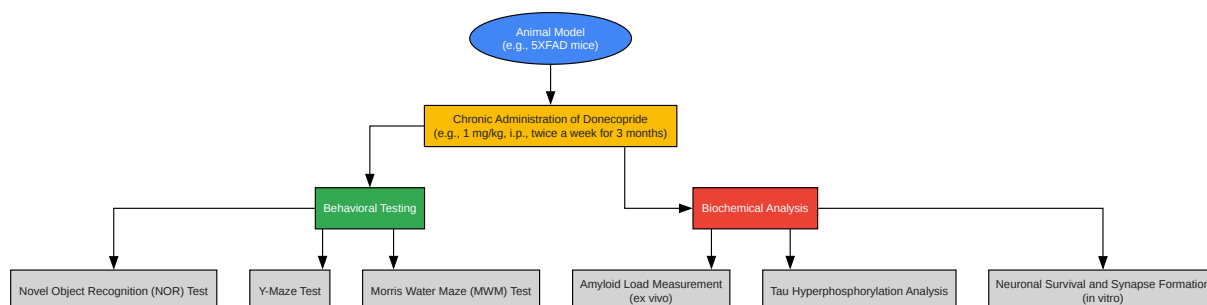 Animal Model
(e.g., 5XFAD mice)
Chronic Administration of Donecopride
(e.g., 1 mg/kg, i.p., twice a week for 3 months)
Behavioral Testing
Biochemical Analysis
Novel Object Recognition (NOR) Test
Y-Maze Test
Morris Water Maze (MWM) Test
Amyloid Load Measurement
(ex vivo)
Tau Hyperphosphorylation Analysis
Neuronal Survival and Synapse Formation
(in vitro)